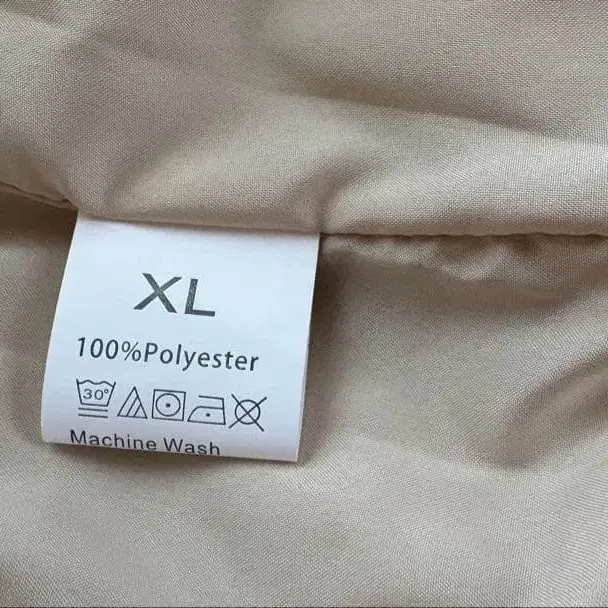 XL
100%Polyester
30°
Machine Wash